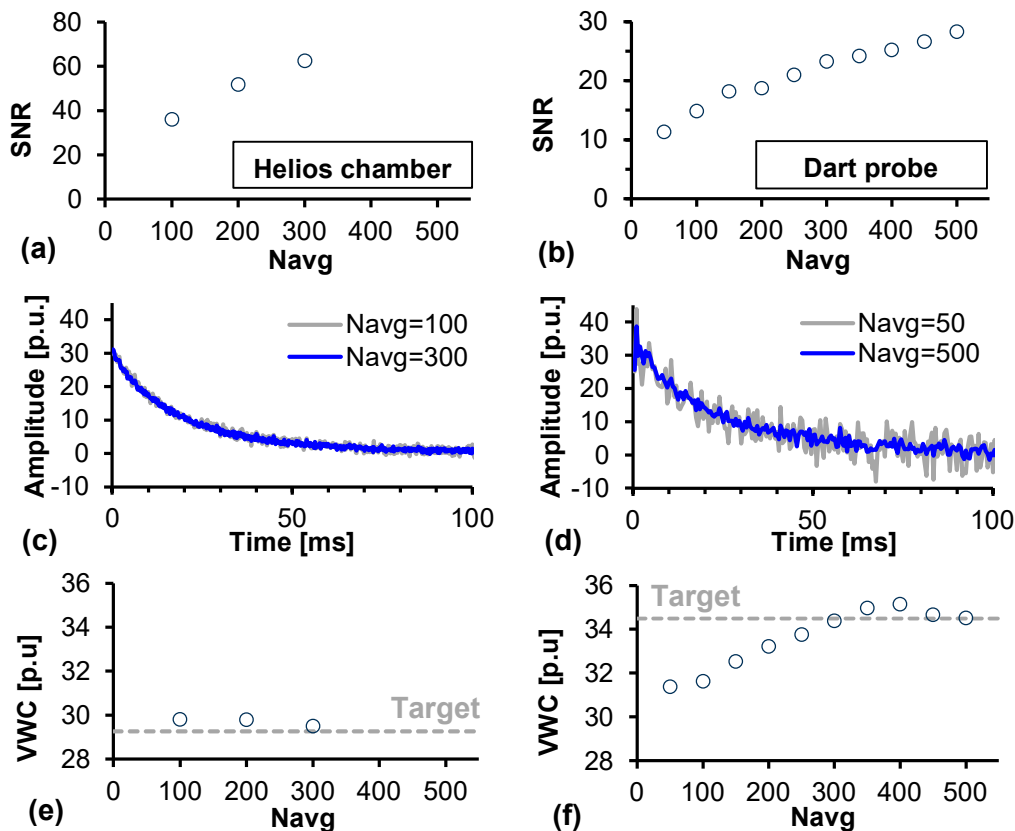 80
60
40
20
0
SNR
Helios chamber
0 100 200 300 400 500
Navg
(a)
30
20
10
0
SNR
Dart probe
0 100 200 300 400 500
Navg
(b)
40
30
20
10
0
-10
Amplitude [p.u.]
Navg=100
Navg=300
0 50 100
Time [ms]
(c)
40
30
20
10
0
-10
Amplitude [p.u.]
Navg=50
Navg=500
0 50 100
Time [ms]
(d)
36
34
32
30
28
VWC [p.u]
Target
0 100 200 300 400 500
Navg
(e)
36
34
32
30
28
VWC [p.u]
Target
0 100 200 300 400 500
Navg
(f)